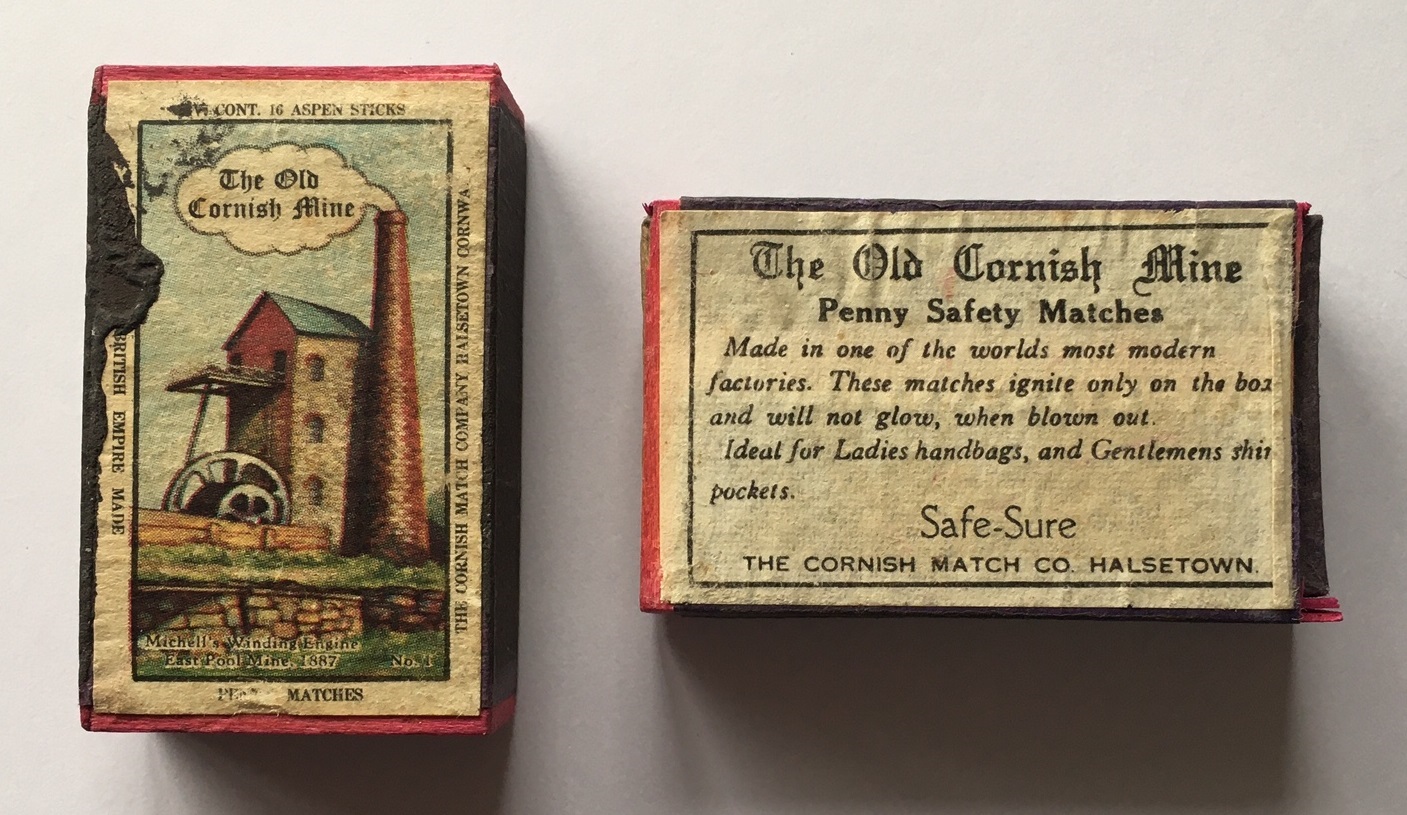 CONT. 16 ASPEN STICKS
The Old
Cornish Mine
BRITISH EMPIRE MADE
THE CORNISH MATCH COMPANY HALSETOWN CORNWA
Michell's Winding Engine
East Pool Mine, 1887 No. 1
MATCHES
The Old Cornish Mine
Penny Safety Matches
Made in one of the worlds most modern
factories. These matches ignite only on the box
and will not glow, when blown out.
Ideal for Ladies handbags, and Gentlemens shir
pockets.
Safe-Sure
THE CORNISH MATCH CO. HALSETOWN.